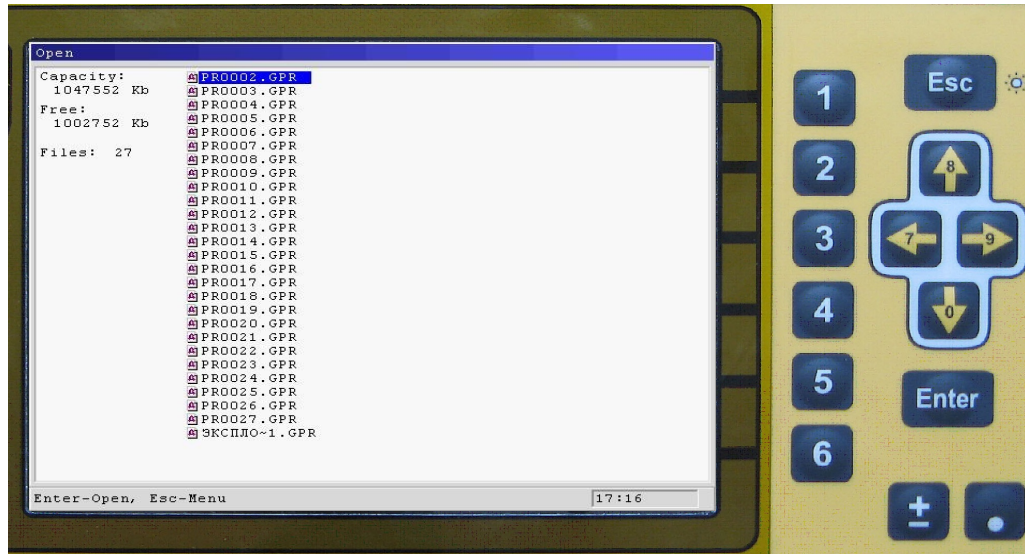 Open
Capacity:
1047552 Kb
Free:
1002752 Kb
Files: 27
PR0002.GPR
PR0003.GPR
PR0004.GPR
PR0005.GPR
PR0006.GPR
PR0007.GPR
PR0008.GPR
PR0009.GPR
PR0010.GPR
PR0011.GPR
PR0012.GPR
PR0013.GPR
PR0014.GPR
PR0015.GPR
PR0016.GPR
PR0017.GPR
PR0018.GPR
PR0019.GPR
PR0020.GPR
PR0021.GPR
PR0022.GPR
PR0023.GPR
PR0024.GPR
PR0025.GPR
PR0026.GPR
PR0027.GPR
ЭКСПЛО~1.GPR
Enter-Open, Esc-Menu
17:16
1
2
3
4
5
6
Esc
8
7
9
0
Enter
±
.